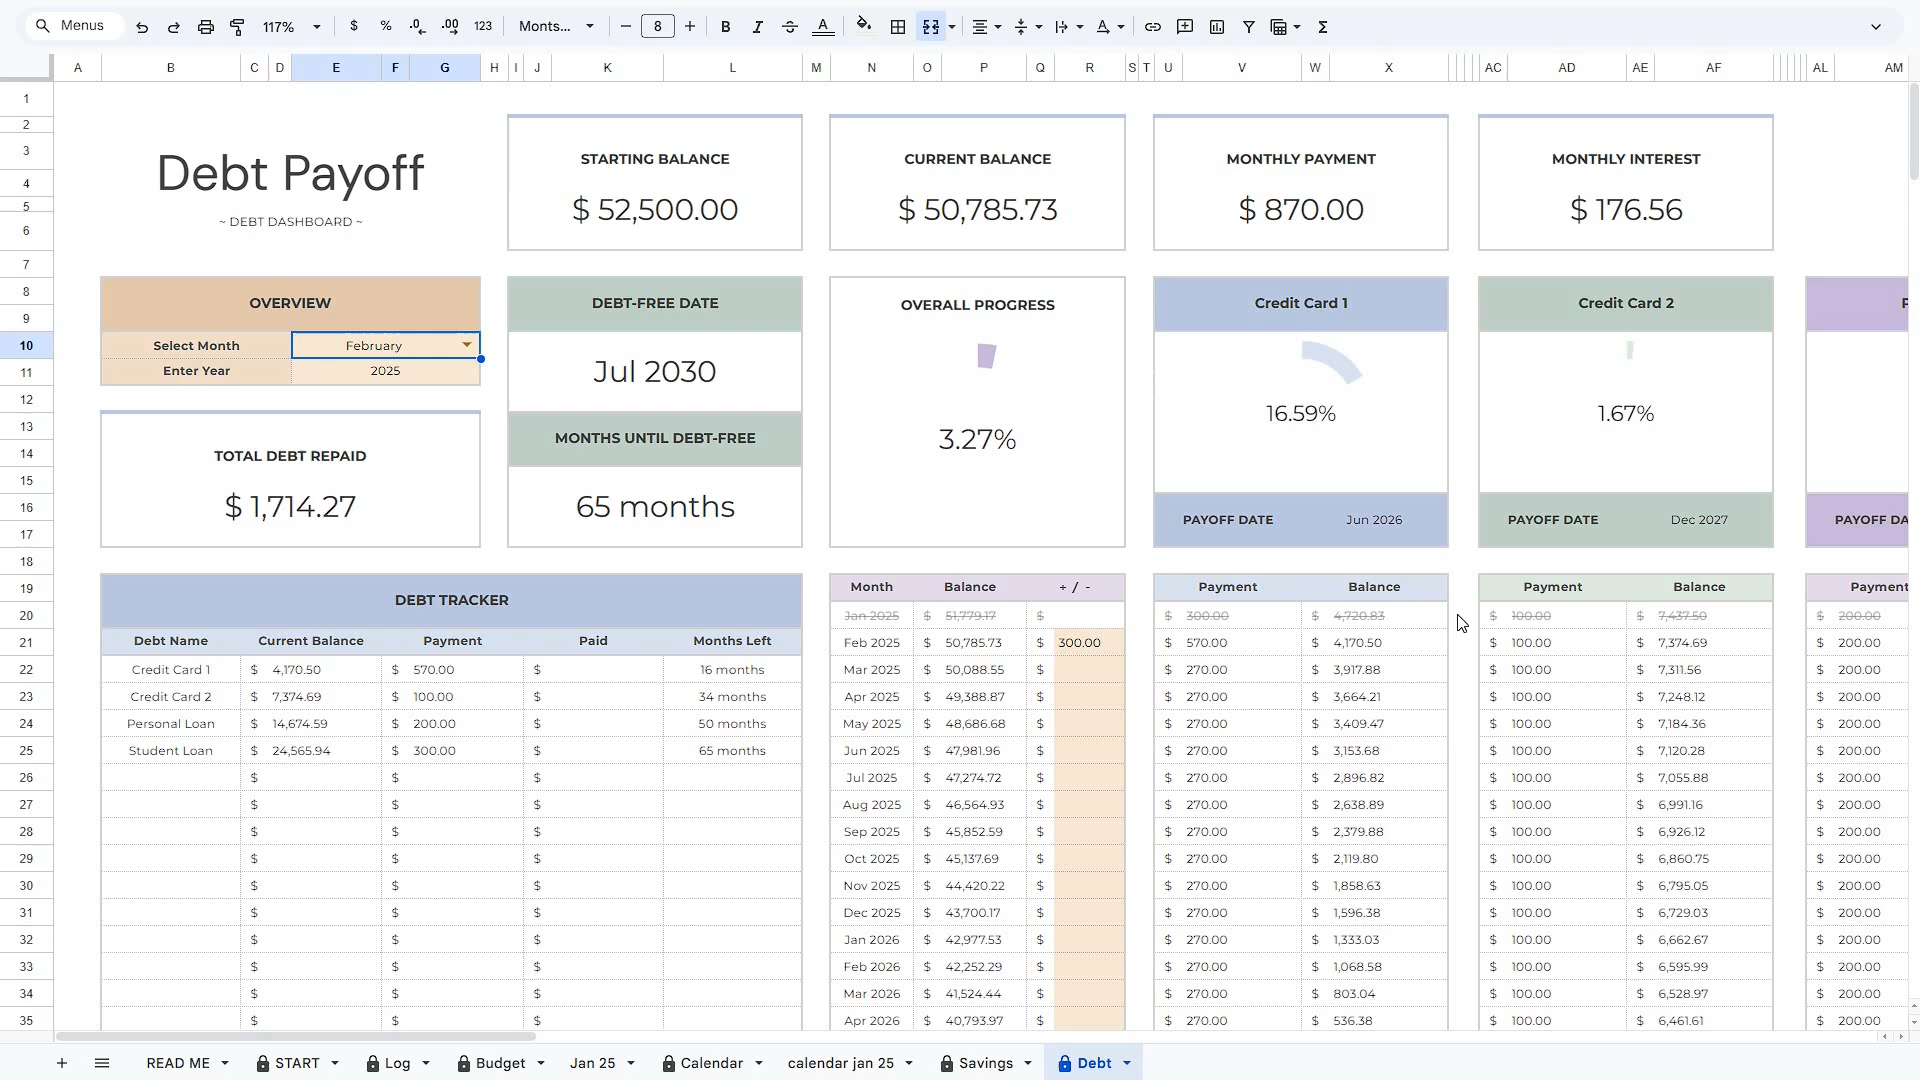 Menus 117% $ % .0 .00 123 Monts... 8 B I A
A B C D E F G H I J K L M N O P Q R S T U V W X AC AD AE AF AL AM
Debt Payoff
~ DEBT DASHBOARD ~
STARTING BALANCE
$ 52,500.00
CURRENT BALANCE
$ 50,785.73
MONTHLY PAYMENT
$ 870.00
MONTHLY INTEREST
$ 176.56
OVERVIEW
Select Month February
Enter Year 2025
TOTAL DEBT REPAID
$ 1,714.27
DEBT-FREE DATE
Jul 2030
MONTHS UNTIL DEBT-FREE
65 months
OVERALL PROGRESS
3.27%
Credit Card 1
16.59%
PAYOFF DATE Jun 2026
Credit Card 2
1.67%
PAYOFF DATE Dec 2027
PAYOFF DA
DEBT TRACKER
Debt Name Current Balance Payment Paid Months Left
Credit Card 1 $ 4,170.50 $ 570.00 $ 16 months
Credit Card 2 $ 7,374.69 $ 100.00 $ 34 months
Personal Loan $ 14,674.59 $ 200.00 $ 50 months
Student Loan $ 24,565.94 $ 300.00 $ 65 months
$ $ $
$ $ $
$ $ $
$ $ $
$ $ $
$ $ $
$ $ $
$ $ $
$ $ $
$ $ $
Month Balance + / - Payment Balance Payment Balance Payment
Jan 2025 $ 51,779.17 $ $ 300.00 $ 4,720.83 $ 100.00 $ 7,437.50 $ 200.00
Feb 2025 $ 50,785.73 $ 300.00 $ 570.00 $ 4,170.50 $ 100.00 $ 7,374.69 $ 200.00
Mar 2025 $ 50,088.55 $ $ 270.00 $ 3,917.88 $ 100.00 $ 7,311.56 $ 200.00
Apr 2025 $ 49,388.87 $ $ 270.00 $ 3,664.21 $ 100.00 $ 7,248.12 $ 200.00
May 2025 $ 48,686.68 $ $ 270.00 $ 3,409.47 $ 100.00 $ 7,184.36 $ 200.00
Jun 2025 $ 47,981.96 $ $ 270.00 $ 3,153.68 $ 100.00 $ 7,120.28 $ 200.00
Jul 2025 $ 47,274.72 $ $ 270.00 $ 2,896.82 $ 100.00 $ 7,055.88 $ 200.00
Aug 2025 $ 46,564.93 $ $ 270.00 $ 2,638.89 $ 100.00 $ 6,991.16 $ 200.00
Sep 2025 $ 45,852.59 $ $ 270.00 $ 2,379.88 $ 100.00 $ 6,926.12 $ 200.00
Oct 2025 $ 45,137.69 $ $ 270.00 $ 2,119.80 $ 100.00 $ 6,860.75 $ 200.00
Nov 2025 $ 44,420.22 $ $ 270.00 $ 1,858.63 $ 100.00 $ 6,795.05 $ 200.00
Dec 2025 $ 43,700.17 $ $ 270.00 $ 1,596.38 $ 100.00 $ 6,729.03 $ 200.00
Jan 2026 $ 42,977.53 $ $ 270.00 $ 1,333.03 $ 100.00 $ 6,662.67 $ 200.00
Feb 2026 $ 42,252.29 $ $ 270.00 $ 1,068.58 $ 100.00 $ 6,595.99 $ 200.00
Mar 2026 $ 41,524.44 $ $ 270.00 $ 803.04 $ 100.00 $ 6,528.97 $ 200.00
Apr 2026 $ 40,793.97 $ $ 270.00 $ 536.38 $ 100.00 $ 6,461.61 $ 200.00
1
2
3
4
5
6
7
8
9
10
11
12
13
14
15
16
17
18
19
20
21
22
23
24
25
26
27
28
29
30
31
32
33
34
35
READ ME START Log Budget Jan 25 Calendar calendar jan 25 Savings Debt